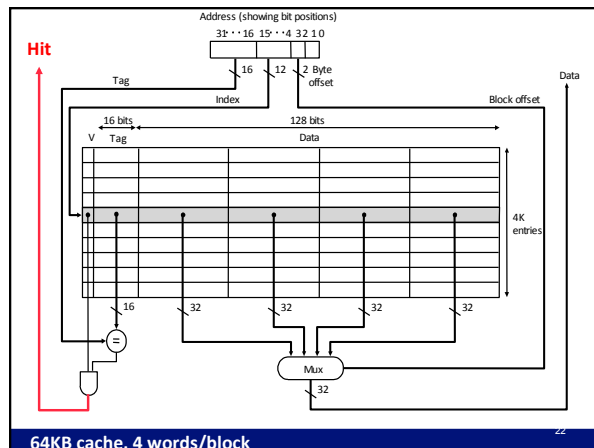 Address (showing bit positions)
31 · · · 16 15 · · · 4 3 2 1 0
Hit
16 12 2 Byte offset
Data
Tag
Index
Block offset
16 bits 128 bits
V Tag Data
4K entries
16 32 32 32 32
=
Mux
32
22
64KB cache, 4 words/block